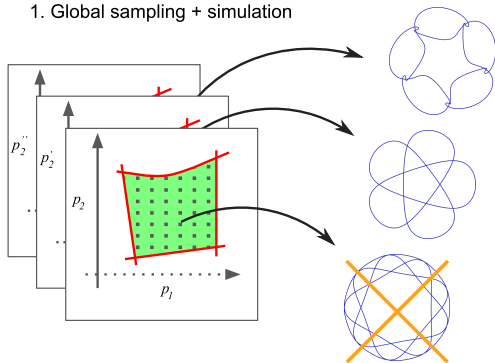 1. Global sampling + simulation
p₂''
p₂'
p₂
p₁